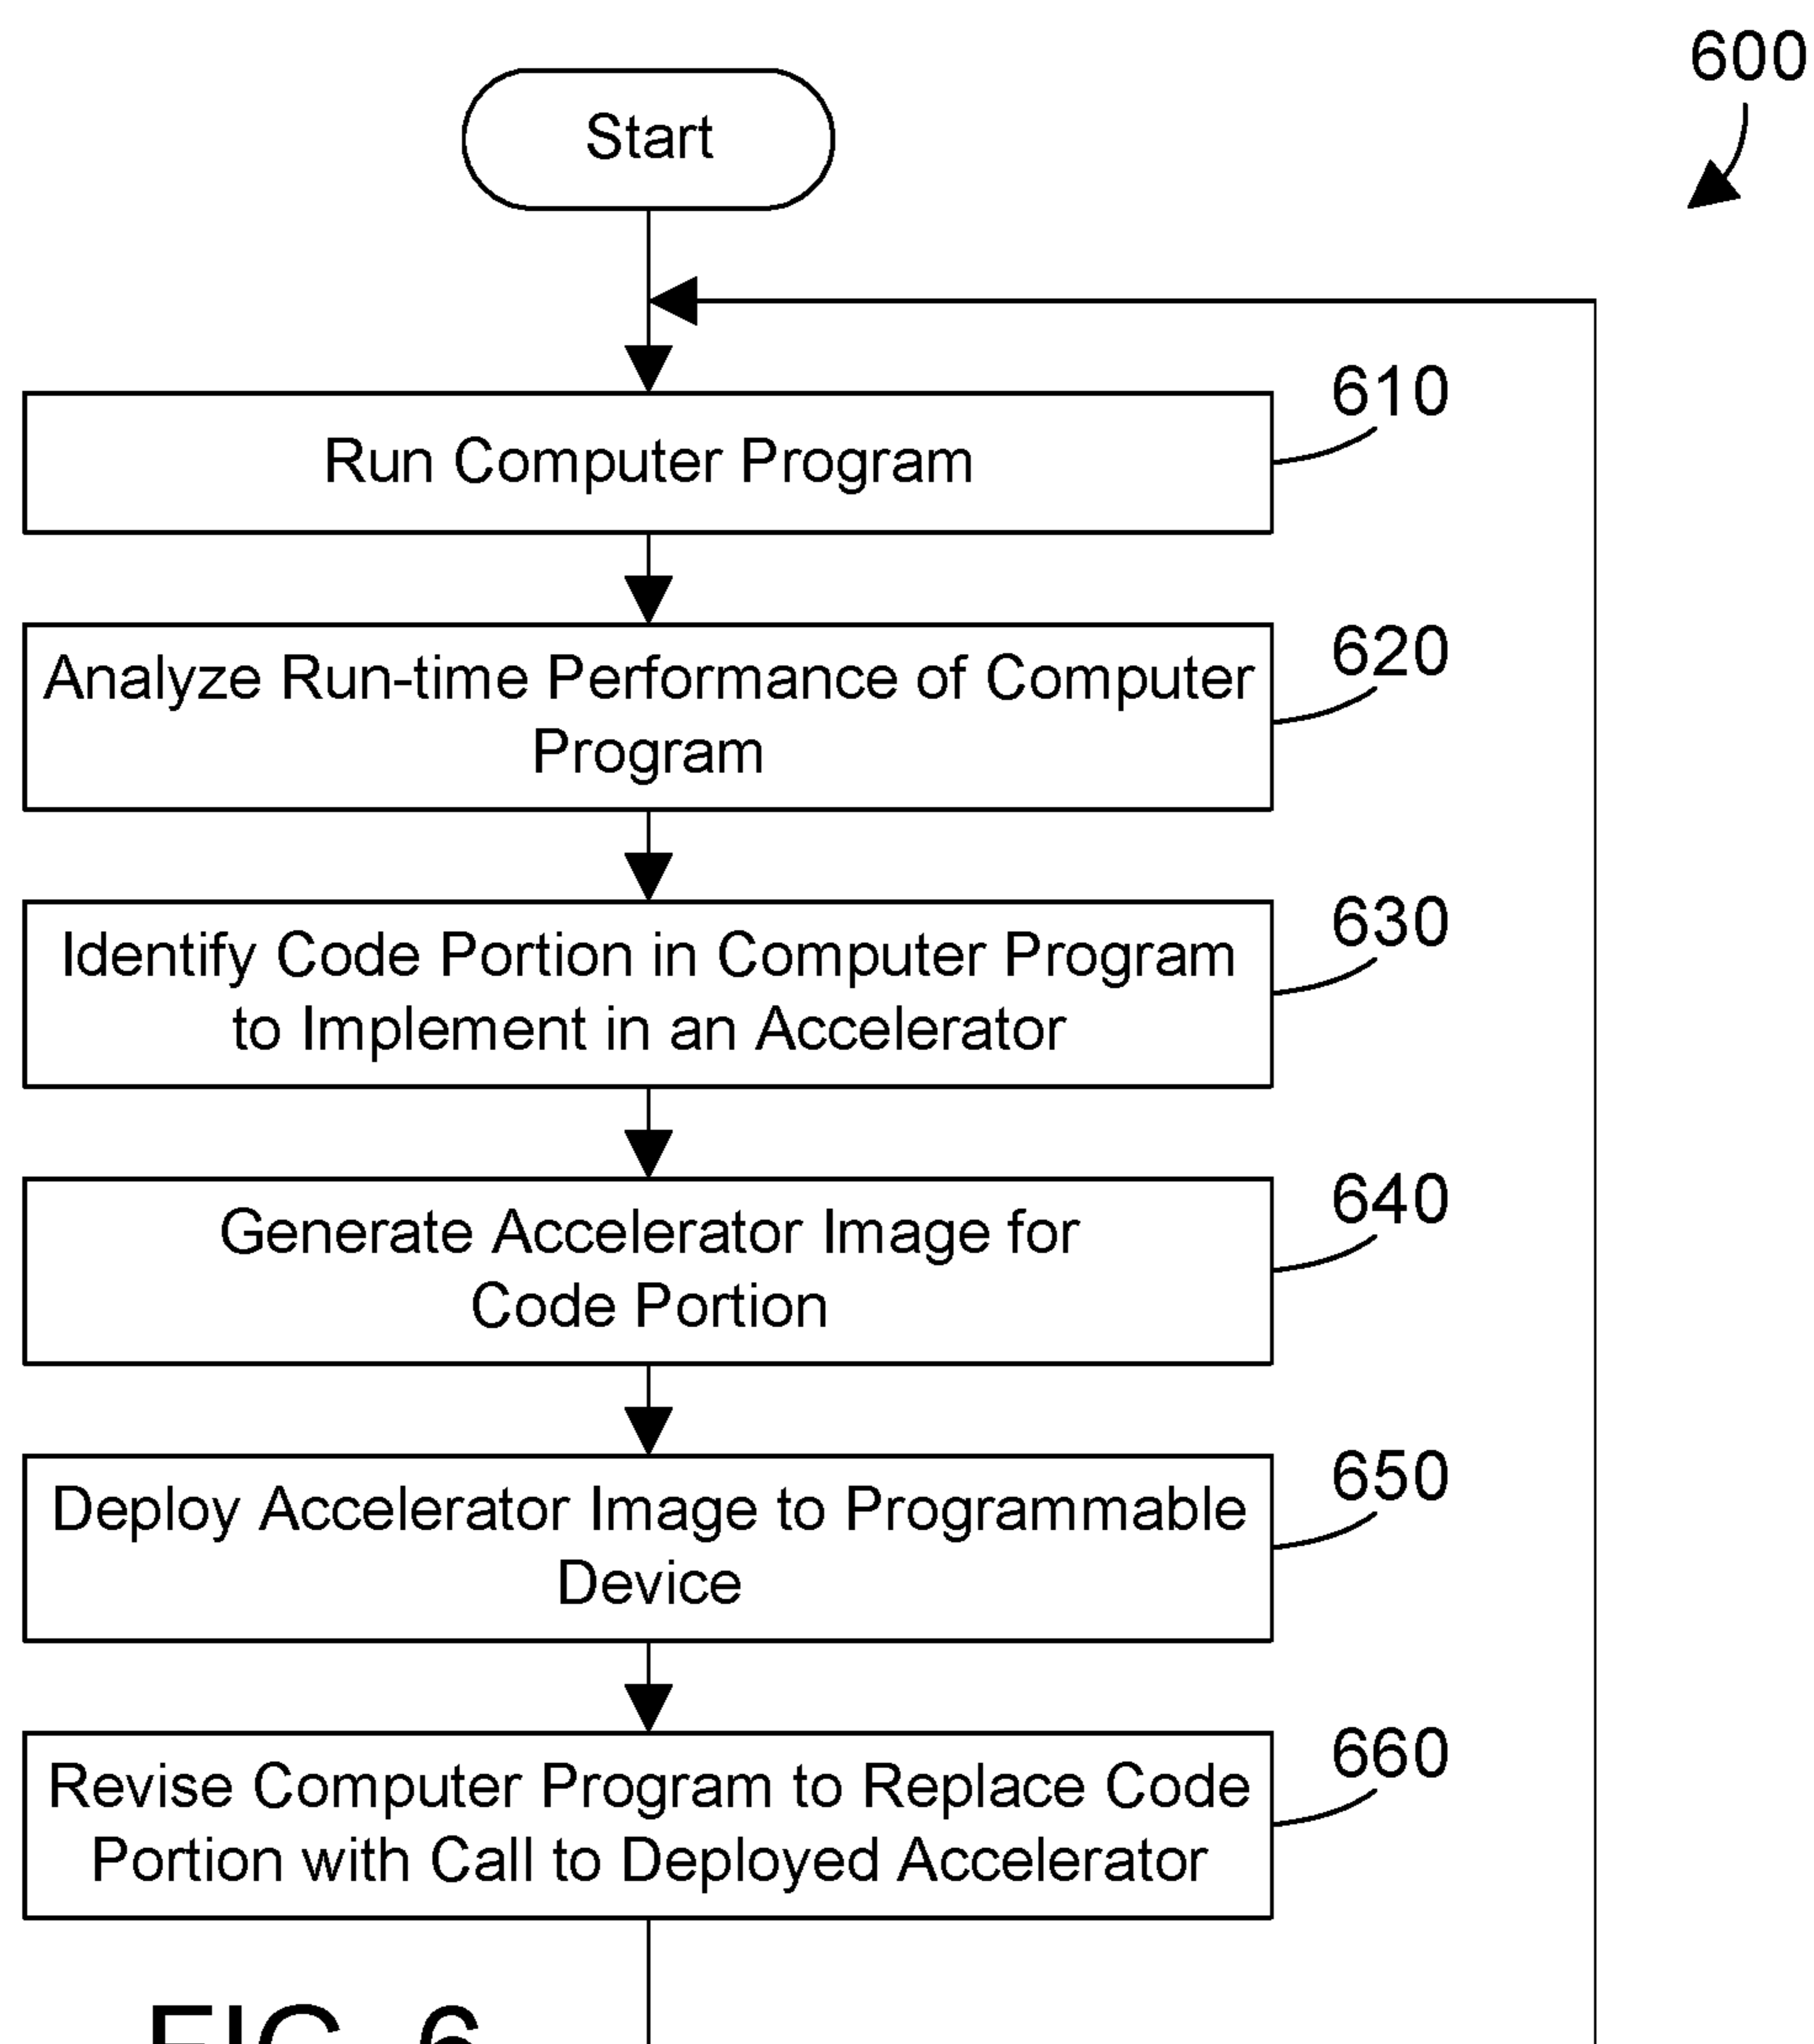 600
Start
610
Run Computer Program
620
Analyze Run-time Performance of Computer
Program
630
Identify Code Portion in Computer Program
to Implement in an Accelerator
640
Generate Accelerator Image for
Code Portion
650
Deploy Accelerator Image to Programmable
Device
660
Revise Computer Program to Replace Code
Portion with Call to Deployed Accelerator
FIG. 6